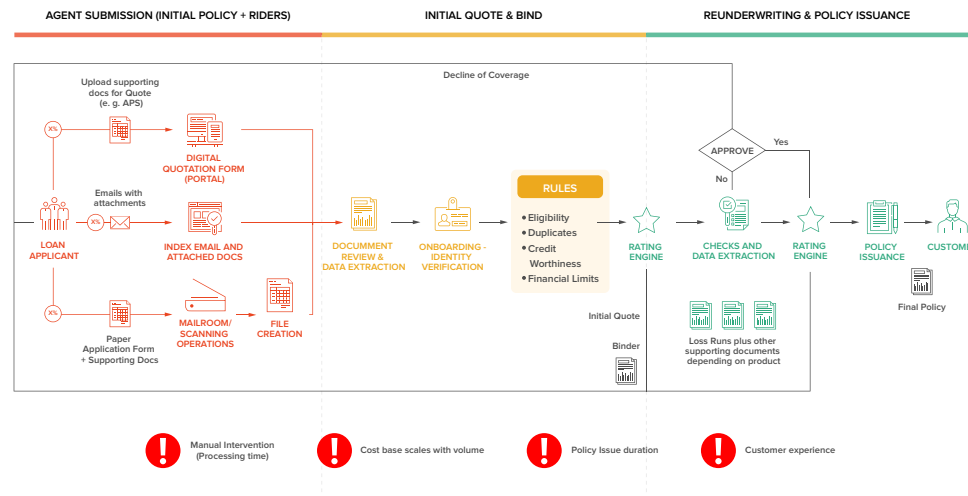 AGENT SUBMISSION (INITIAL POLICY + RIDERS)
INITIAL QUOTE & BIND
REUNDERWRITING & POLICY ISSUANCE
Decline of Coverage
Upload supporting
docs for Quote
(e. g. APS)
X%
DIGITAL
QUOTATION FORM
(PORTAL)
Emails with
attachments
X%
LOAN
APPLICANT
INDEX EMAIL AND
ATTACHED DOCS
X%
Paper
Application Form
+ Supporting Docs
MAILROOM/
SCANNING
OPERATIONS
FILE
CREATION
DOCUMMENT
REVIEW &
DATA EXTRACTION
ONBOARDING -
IDENTITY
VERIFICATION
RULES
• Eligibility
• Duplicates
• Credit
Worthiness
• Financial Limits
RATING
ENGINE
Initial Quote
Binder
APPROVE
Yes
No
CHECKS AND
DATA EXTRACTION
RATING
ENGINE
POLICY
ISSUANCE
CUSTOME
Final Policy
Loss Runs plus other
supporting documents
depending on product
Manual Intervention
(Processing time)
Cost base scales with volume
Policy Issue duration
Customer experience